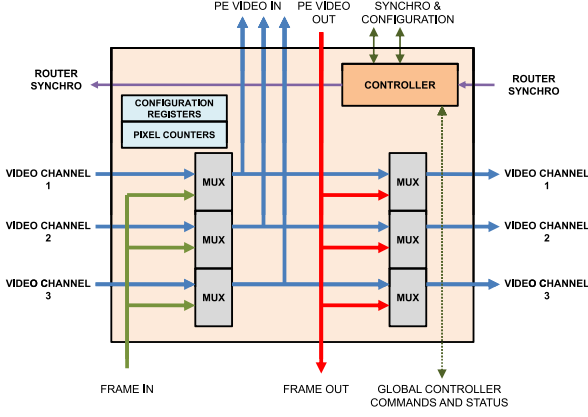 PE VIDEO IN
PE VIDEO
OUT
SYNCHRO &
CONFIGURATION
ROUTER
SYNCHRO
CONTROLLER
ROUTER
SYNCHRO
CONFIGURATION
REGISTERS
PIXEL COUNTERS
VIDEO CHANNEL
1
MUX
MUX
VIDEO CHANNEL
1
VIDEO CHANNEL
2
MUX
MUX
VIDEO CHANNEL
2
VIDEO CHANNEL
3
MUX
MUX
VIDEO CHANNEL
3
FRAME IN
FRAME OUT
GLOBAL CONTROLLER
COMMANDS AND STATUS